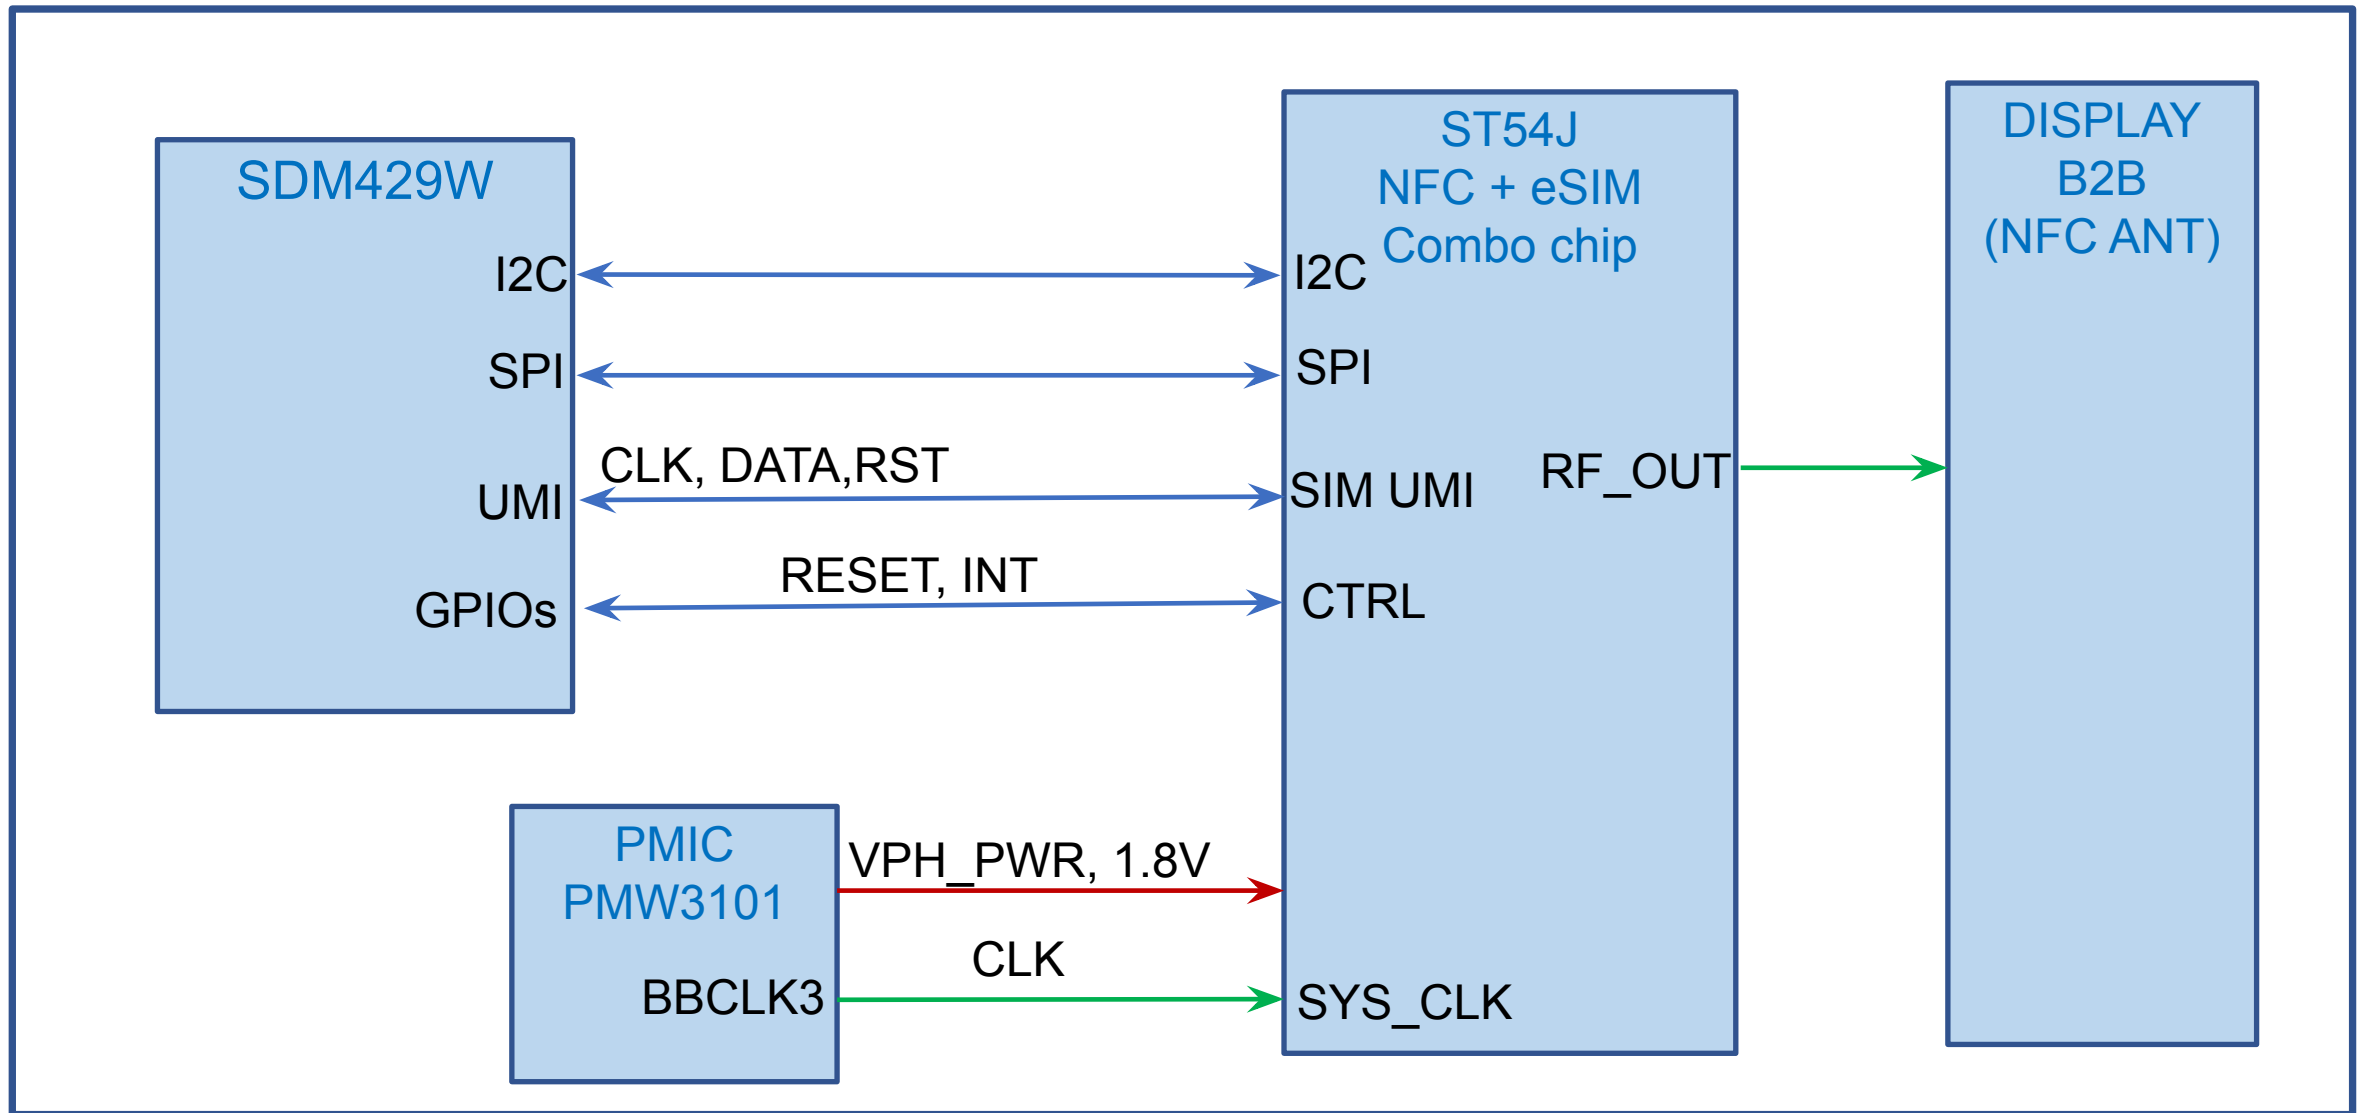 SDM429W
I2C
SPI
UMI
GPIOs
CLK, DATA,RST
RESET, INT
ST54J
NFC + eSIM
Combo chip
I2C
SPI
SIM UMI
CTRL
RF_OUT
SYS_CLK
DISPLAY
B2B
(NFC ANT)
PMIC
PMW3101
BBCLK3
VPH_PWR, 1.8V
CLK